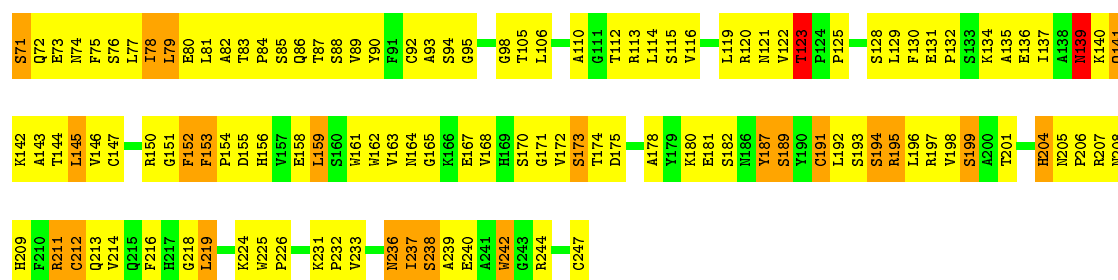 S71 Q72 E73 N74 F75 S76 L77 I78 L79 E80 L81 A82 T83 P84 S85 Q86 T87 S88 V89 Y90 F91 C92 A93 S94 G95 G98 T105 L106 A110 G111 T112 R113 L114 S115 V116 L119 R120 N121 V122 T123 P124 P125 S128 L129 F130 E131 P132 S133 K134 A135 E136 I137 A138 N139 K140 Q141
K142 A143 T144 L145 V146 C147 R150 G151 F152 F153 P154 D155 H156 V157 E158 L159 S160 W161 W162 V163 N164 G165 K166 E167 V168 H169 S170 G171 V172 S173 T174 D175 A178 Y179 K180 E181 S182 N186 Y187 S189 Y190 C191 L192 S193 S194 R195 L196 R197 V198 S199 A200 T201 H204 N205 P206 R207 N208
H209 F210 R211 C212 Q213 V214 Q215 F216 H217 G218 L219 K224 W225 P226 K231 P232 V233 N236 I237 S238 A239 E240 A241 W242 G243 R244 C247